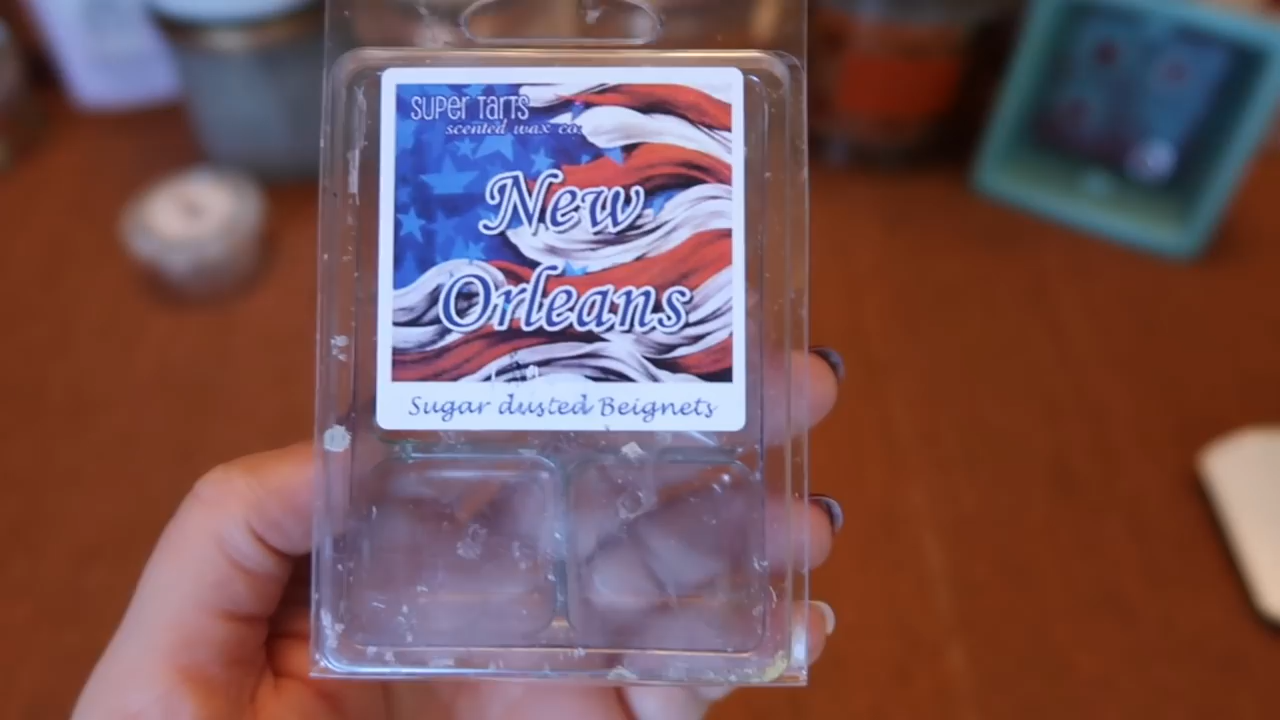 SUPER TARTS
scented wax co.
New
Orleans
Sugar dusted Beignets